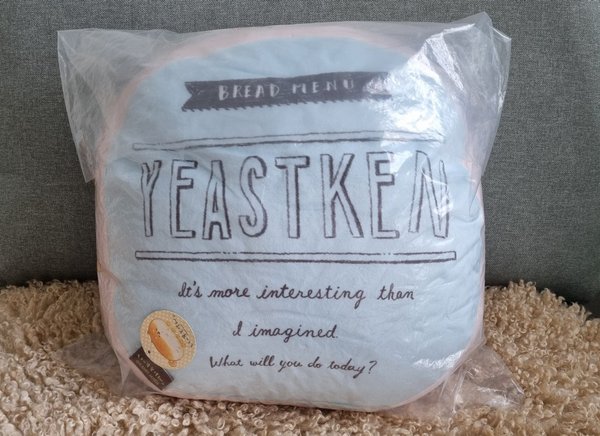 BREAD MENU
YEASTKEN
It's more interesting than
I imagined.
What will you do today?